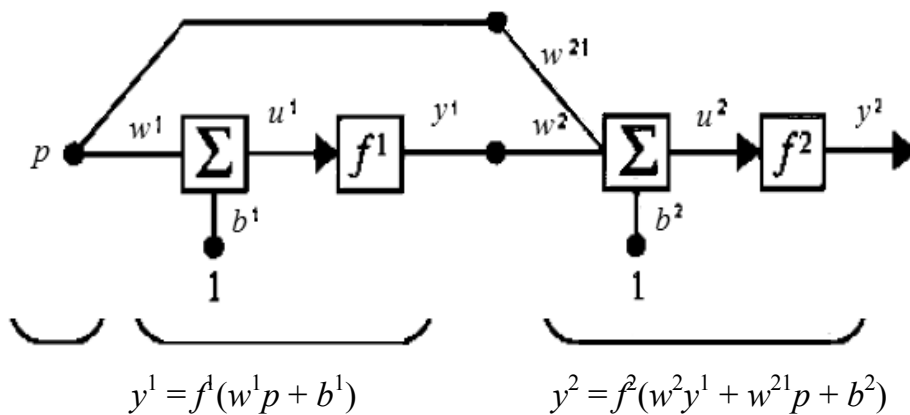 w²¹
p w¹ Σ u¹ f¹ y¹ w² Σ u² f² y²
b¹ b²
1 1
y¹ = f¹(w¹p + b¹) y² = f²(w²y¹ + w²¹p + b²)